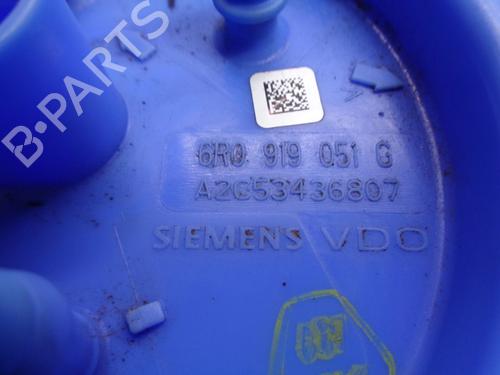 B-PARTS
6R0 919 051 G
A2C53436807
SIEMENS VDO